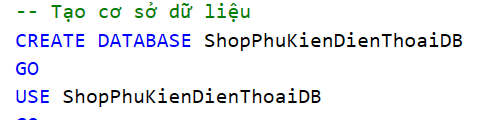 -- Tạo cơ sở dữ liệu
CREATE DATABASE ShopPhuKienDienThoaiDB
GO
USE ShopPhuKienDienThoaiDB